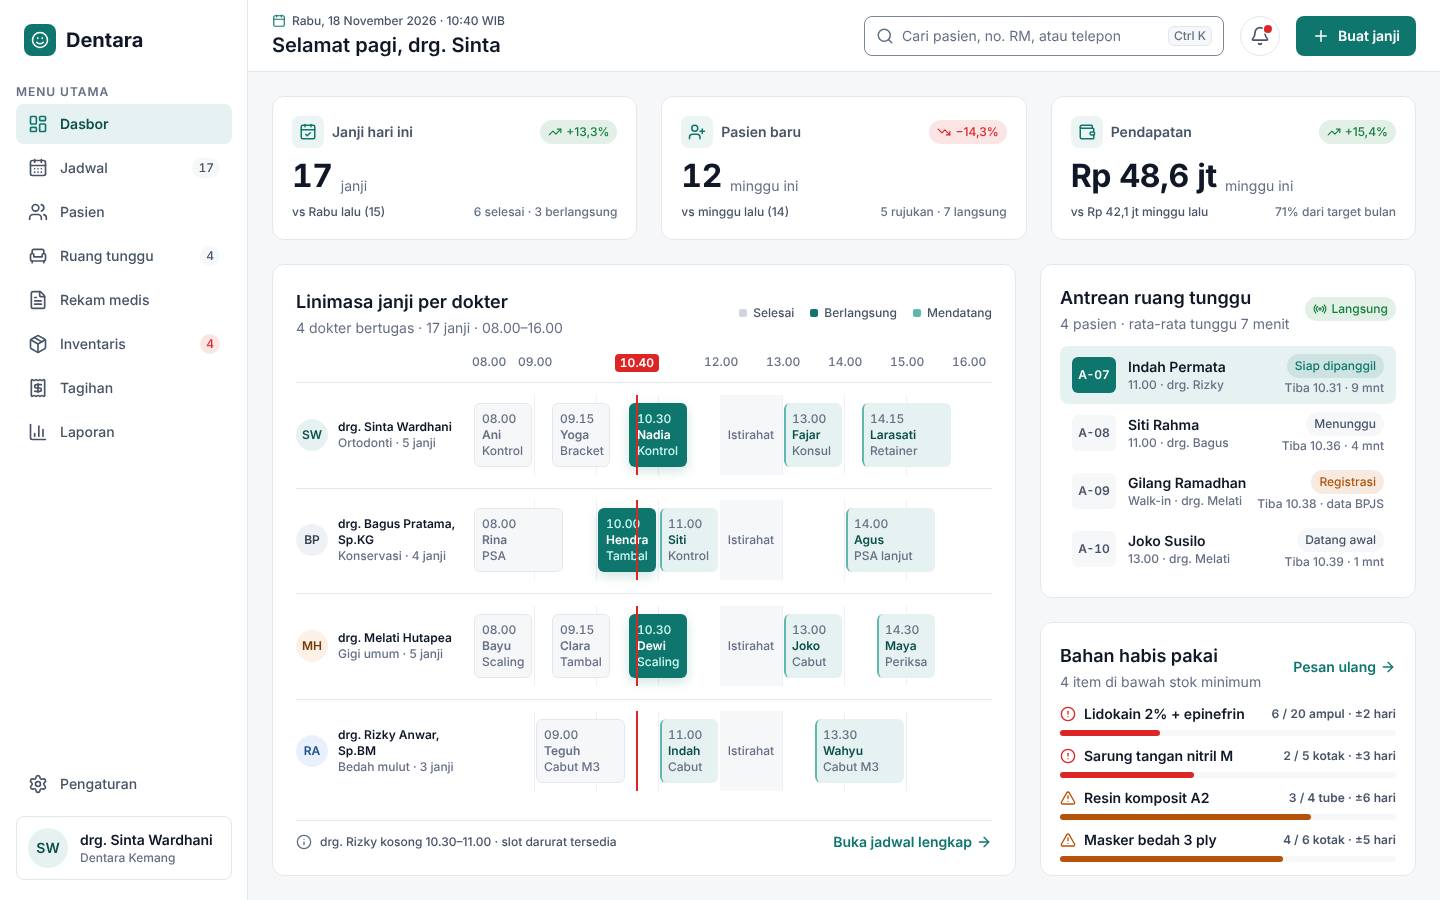 Dentara
MENU UTAMA
Dasbor
Jadwal 17
Pasien
Ruang tunggu 4
Rekam medis
Inventaris 4
Tagihan
Laporan
Pengaturan
SW
drg. Sinta Wardhani
Dentara Kemang
Rabu, 18 November 2026 · 10:40 WIB
Selamat pagi, drg. Sinta
Cari pasien, no. RM, atau telepon
Ctrl K
Buat janji
Janji hari ini
+13,3%
17 janji
vs Rabu lalu (15)
6 selesai · 3 berlangsung
Pasien baru
−14,3%
12 minggu ini
vs minggu lalu (14)
5 rujukan · 7 langsung
Pendapatan
+15,4%
Rp 48,6 jt minggu ini
vs Rp 42,1 jt minggu lalu
71% dari target bulan
Linimasa janji per dokter
4 dokter bertugas · 17 janji · 08.00–16.00
Selesai
Berlangsung
Mendatang
08.00 09.00 10.40 12.00 13.00 14.00 15.00 16.00
SW
drg. Sinta Wardhani
Ortodonti · 5 janji
08.00
Ani
Kontrol
09.15
Yoga
Bracket
10.30
Nadia
Kontrol
Istirahat
13.00
Fajar
Konsul
14.15
Larasati
Retainer
BP
drg. Bagus Pratama,
Sp.KG
Konservasi · 4 janji
08.00
Rina
PSA
10.00
Hendra
Tambal
11.00
Siti
Kontrol
Istirahat
14.00
Agus
PSA lanjut
MH
drg. Melati Hutapea
Gigi umum · 5 janji
08.00
Bayu
Scaling
09.15
Clara
Tambal
10.30
Dewi
Scaling
Istirahat
13.00
Joko
Cabut
14.30
Maya
Periksa
RA
drg. Rizky Anwar,
Sp.BM
Bedah mulut · 3 janji
09.00
Teguh
Cabut M3
11.00
Indah
Cabut
Istirahat
13.30
Wahyu
Cabut M3
drg. Rizky kosong 10.30–11.00 · slot darurat tersedia
Buka jadwal lengkap
Antrean ruang tunggu
4 pasien · rata-rata tunggu 7 menit
Langsung
A-07
Indah Permata
11.00 · drg. Rizky
Siap dipanggil
Tiba 10.31 · 9 mnt
A-08
Siti Rahma
11.00 · drg. Bagus
Menunggu
Tiba 10.36 · 4 mnt
A-09
Gilang Ramadhan
Walk-in · drg. Melati
Registrasi
Tiba 10.38 · data BPJS
A-10
Joko Susilo
13.00 · drg. Melati
Datang awal
Tiba 10.39 · 1 mnt
Bahan habis pakai
4 item di bawah stok minimum
Pesan ulang
Lidokain 2% + epinefrin
6 / 20 ampul · ±2 hari
Sarung tangan nitril M
2 / 5 kotak · ±3 hari
Resin komposit A2
3 / 4 tube · ±6 hari
Masker bedah 3 ply
4 / 6 kotak · ±5 hari